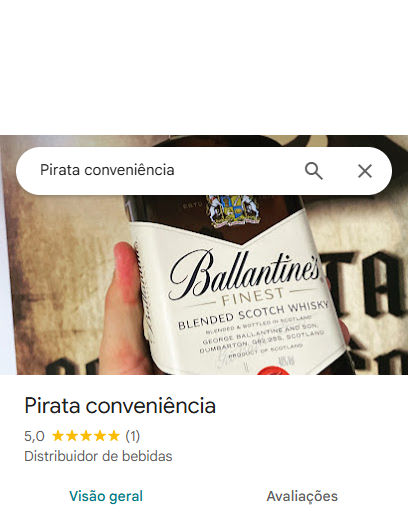 Pirata conveniência
Ballantine's
FINEST
BLENDED SCOTCH WHISKY
BLENDED & BOTTLED IN SCOTLAND
GEORGE BALLANTINE AND SON,
DUMBARTON, G82 2SS, SCOTLAND
PRODUCT OF SCOTLAND
TA
Pirata conveniência
5,0 ★★★★★ (1)
Distribuidor de bebidas
Visão geral
Avaliações